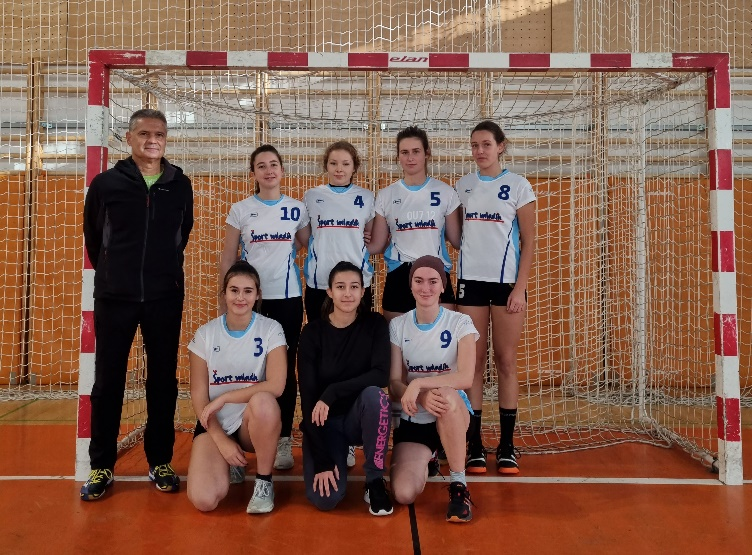 elan
10
Šport mladih
4
Šport mladih
5
Šport mladih
8
Šport mladih
5
3
Šport mladih
9
Šport mladih
ENERGETICS